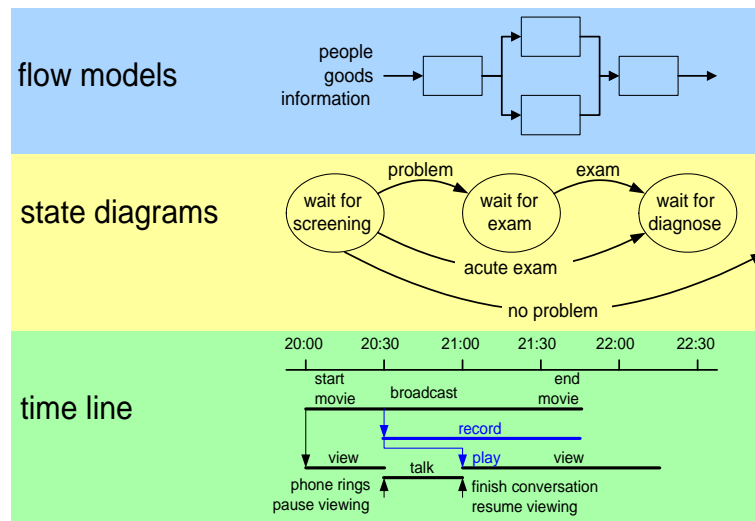 flow models
people
goods
information
state diagrams
problem
exam
wait for
screening
wait for
exam
wait for
diagnose
acute exam
no problem
time line
20:00 20:30 21:00 21:30 22:00 22:30
start
movie
broadcast
end
movie
record
view
talk
play
view
phone rings
pause viewing
finish conversation
resume viewing